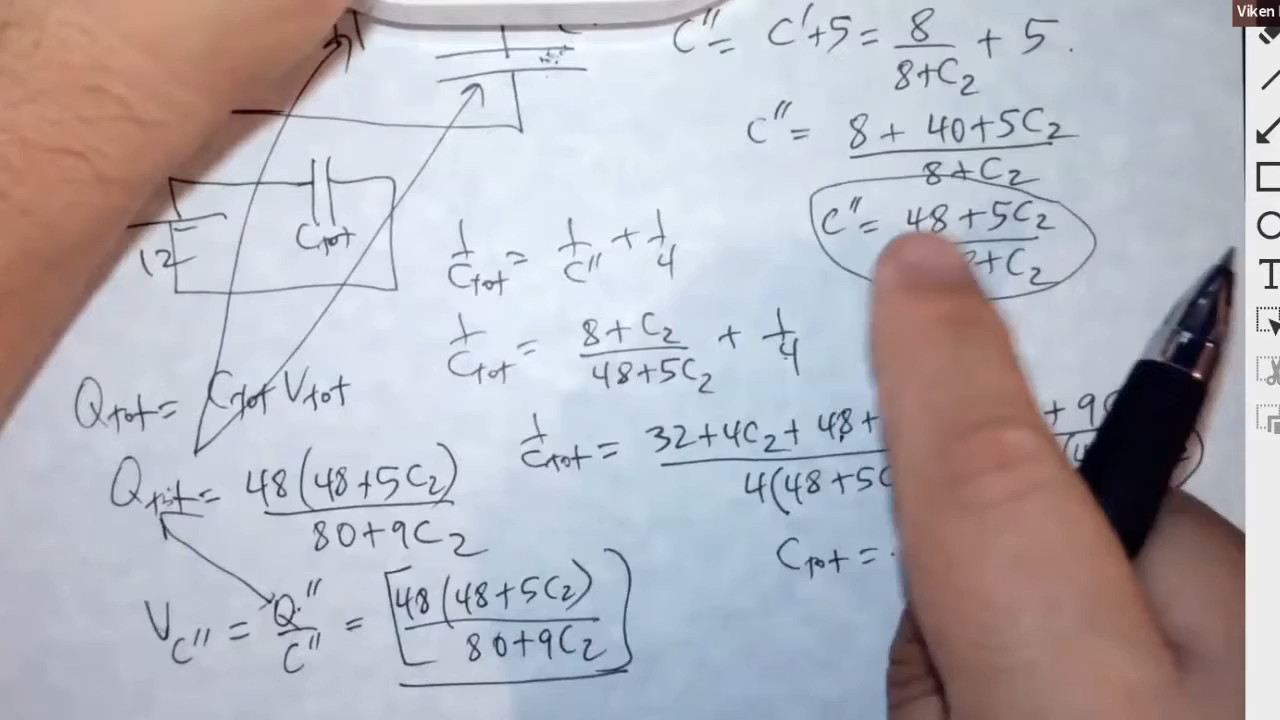 Viken
C'' = C' + 5 = 8/(8+C₂) + 5.
C'' = (8 + 40+5C₂)/(8+C₂)
C'' = (48+5C₂)/(8+C₂)
12
Ctot
1/Ctot = 1/C'' + 1/4
1/Ctot = (8+C₂)/(48+5C₂) + 1/4
Qtot = Ctot Vtot
1/Ctot = (32+4C₂+48+ / 4(48+5C
Qtot = 48(48+5C₂)/(80+9C₂)
Ctot =
V_C'' = Q''/C'' = [48(48+5C₂)/(80+9C₂)]
T